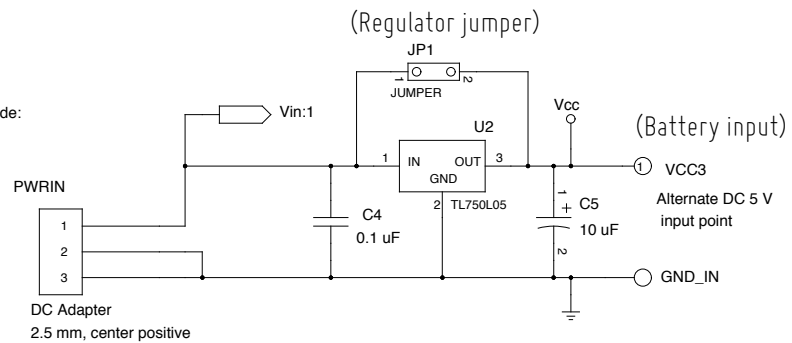 (Regulator jumper)
JP1
1 2
JUMPER
de:
Vin:1
Vcc
U2
(Battery input)
1 IN OUT 3
GND
2 TL750L05
1 VCC3
Alternate DC 5 V
input point
PWRIN
1
2
3
C4
0.1 uF
1
+ C5
10 uF
2
GND_IN
DC Adapter
2.5 mm, center positive